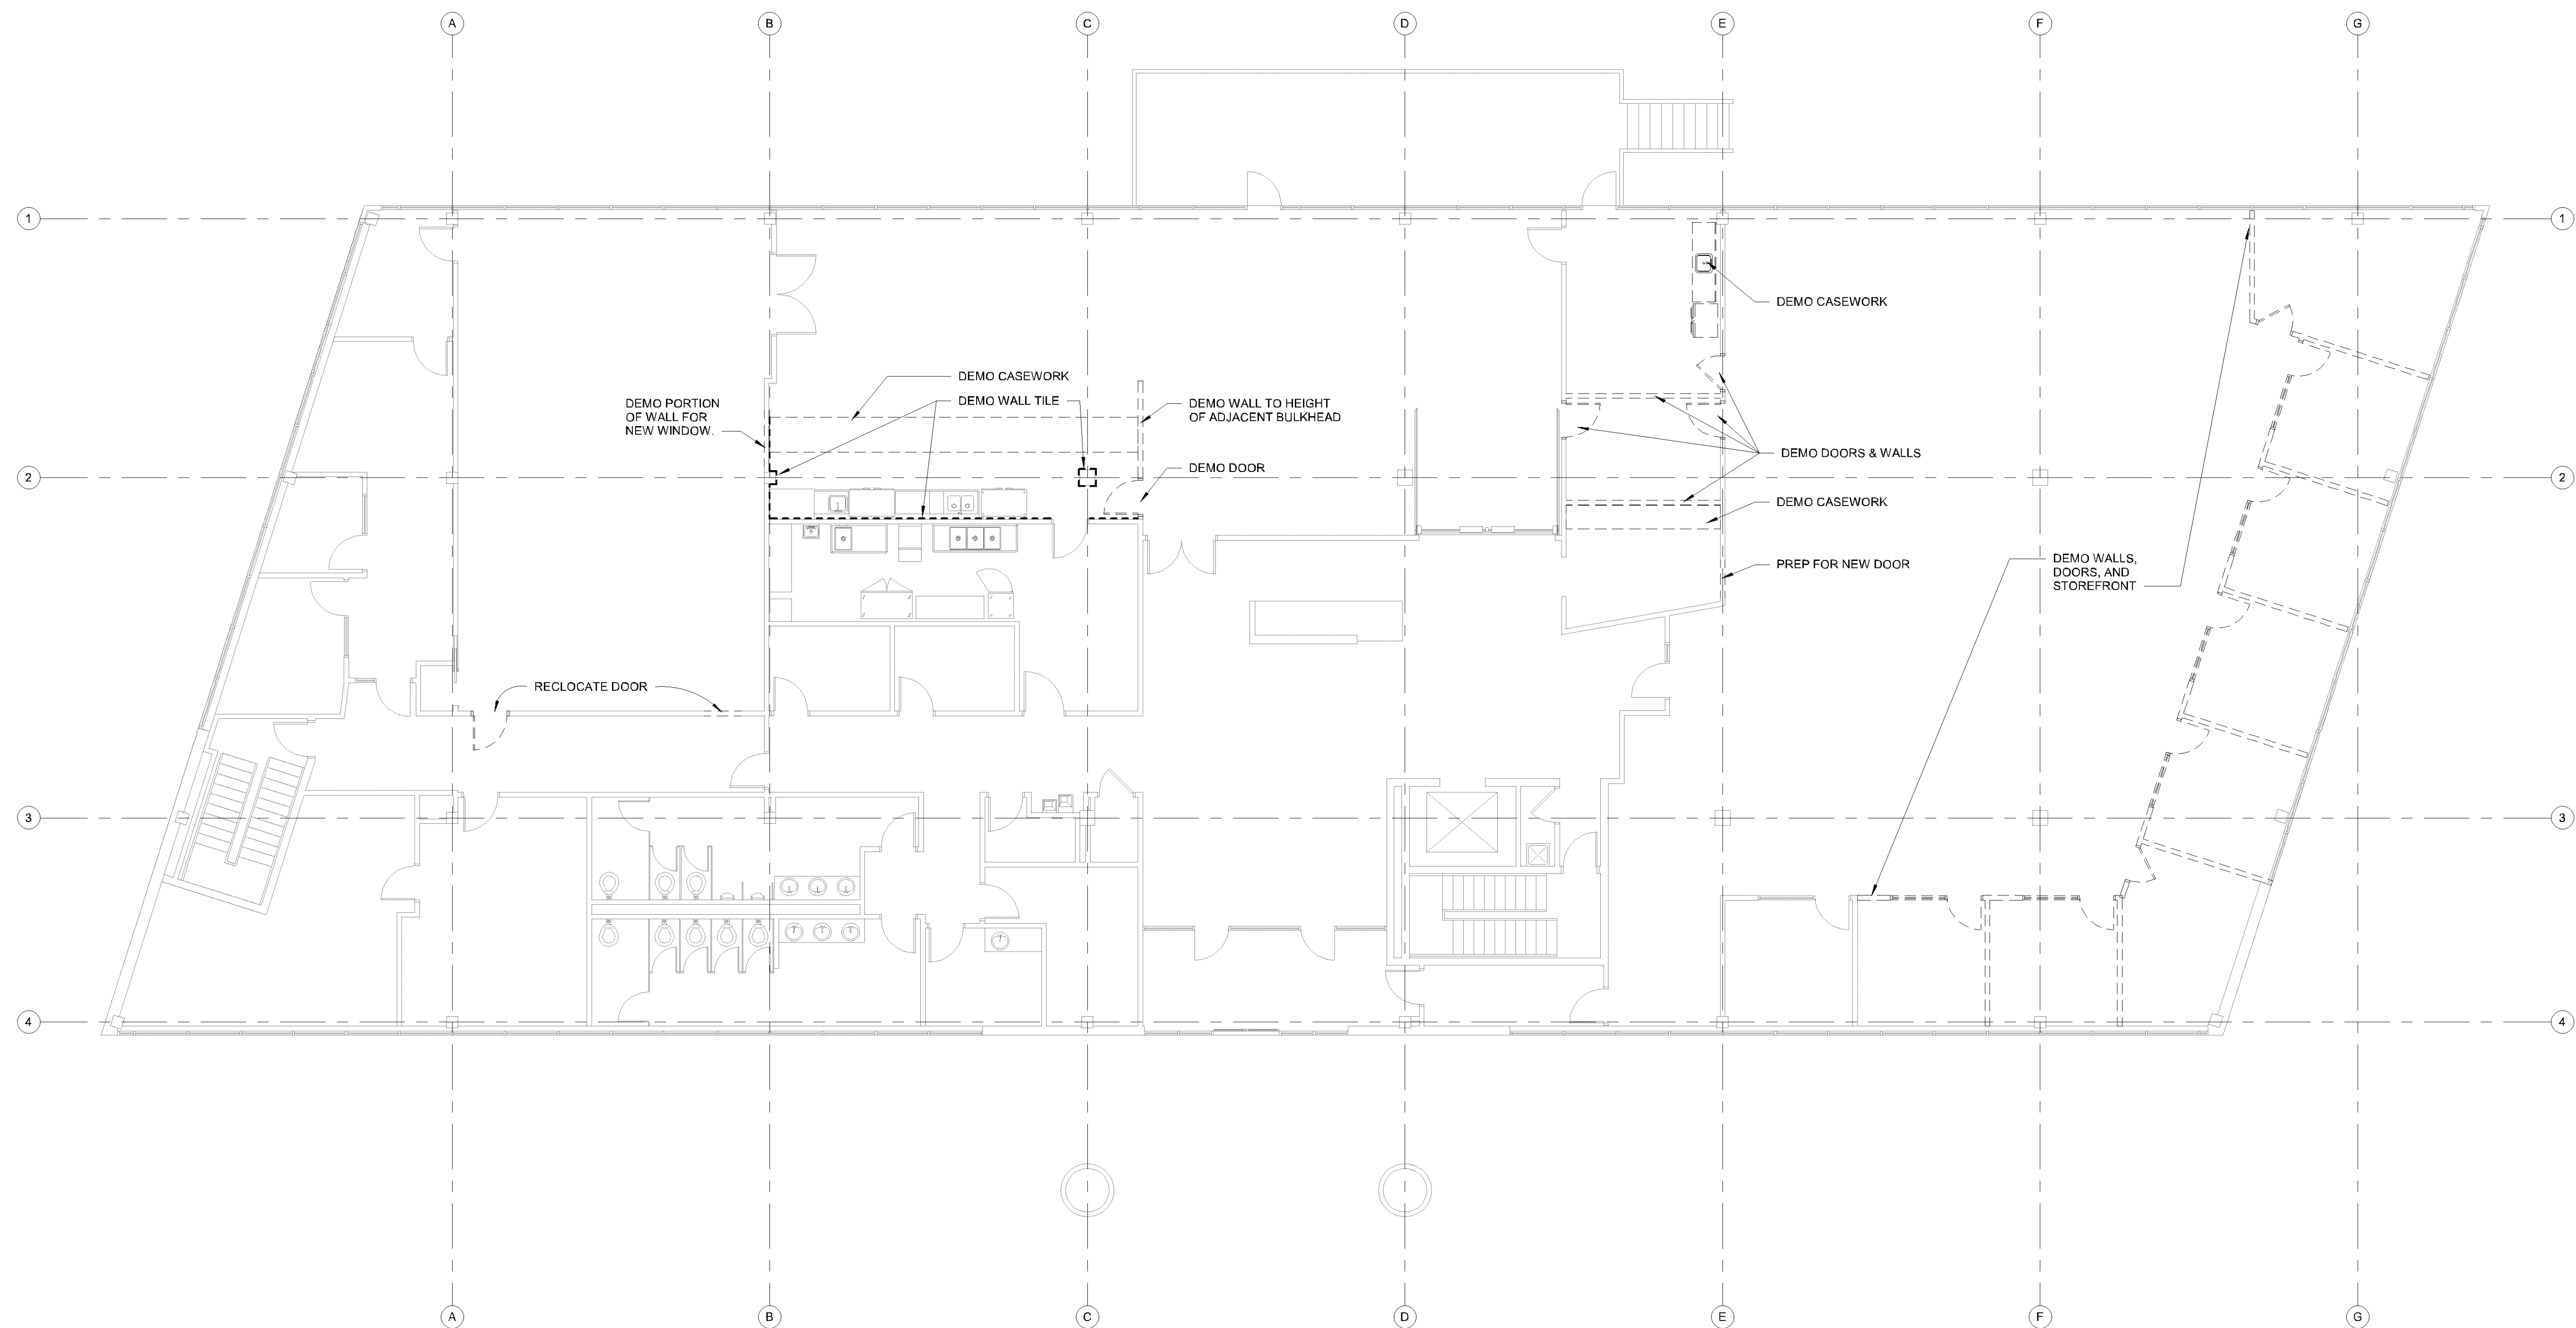 A
B
C
D
E
F
G
1
1
DEMO CASEWORK
DEMO CASEWORK
DEMO WALL TILE
DEMO PORTION
OF WALL FOR
NEW WINDOW.
DEMO WALL TO HEIGHT
OF ADJACENT BULKHEAD
DEMO DOORS & WALLS
DEMO DOOR
2
2
DEMO CASEWORK
PREP FOR NEW DOOR
DEMO WALLS,
DOORS, AND
STOREFRONT
RECLOCATE DOOR
3
3
4
4
A
B
C
D
E
F
G